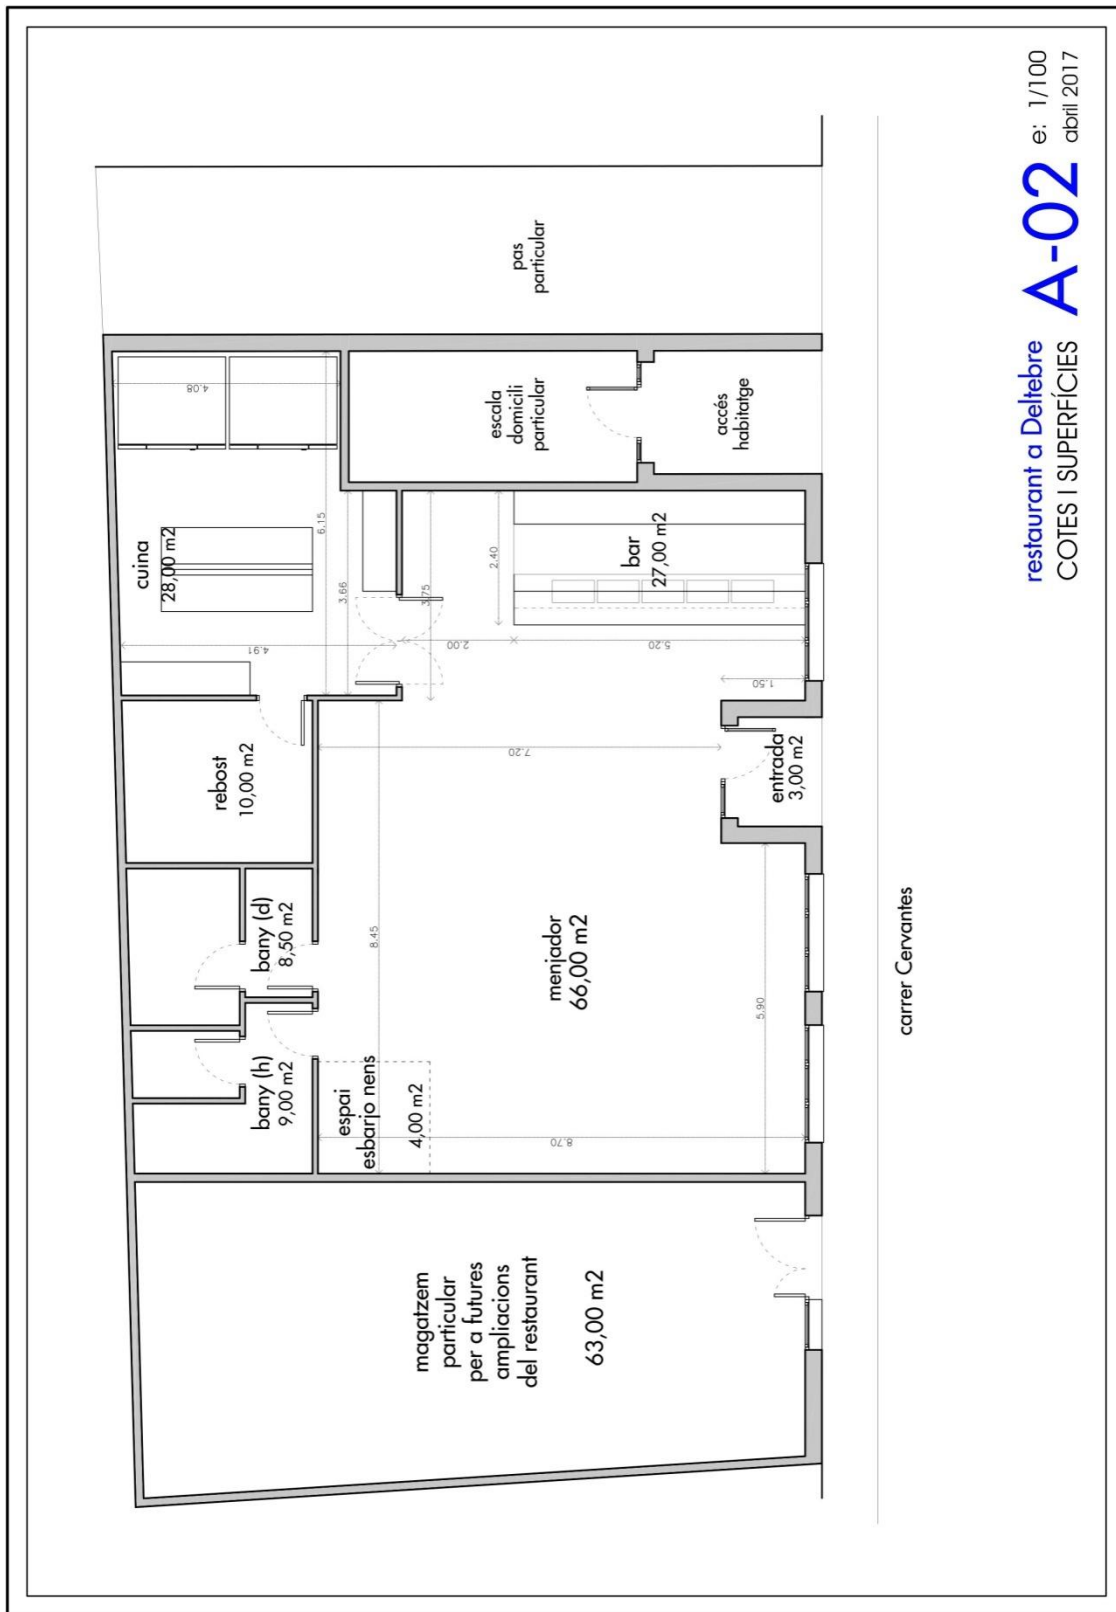 pas
particular
cuina
28,00 m2
4.08
6.15
3.66
3.75
4.91
escala
domicili
particular
accés
habitatge
2.40
2.00
5.20
1.50
bar
27,00 m2
rebost
10,00 m2
7.20
entrada
3,00 m2
bany (d)
8,50 m2
8.45
bany (h)
9,00 m2
menjador
66,00 m2
5.90
espai
esbarjo nens
4,00 m2
8.70
magatzem
particular
per a futures
ampliacions
del restaurant
63,00 m2
carrer Cervantes
restaurant a Deltebre
COTES I SUPERFÍCIES
A-02
e: 1/100
abril 2017